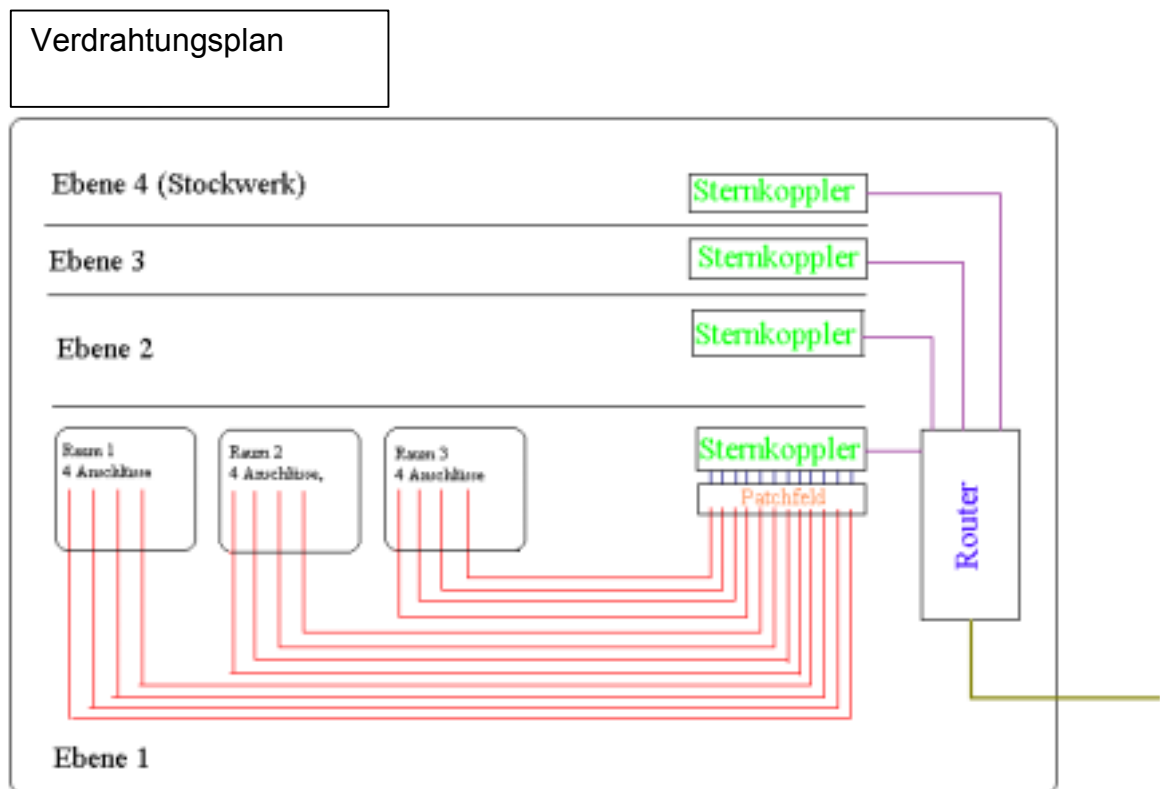 Verdrahtungsplan
Ebene 4 (Stockwerk)
Sternkoppler
Ebene 3
Sternkoppler
Ebene 2
Sternkoppler
Raum 1
4 Anschlüsse
Raum 2
4 Anschlüsse,
Raum 3
4 Anschlüsse
Sternkoppler
Patchfeld
Router
Ebene 1